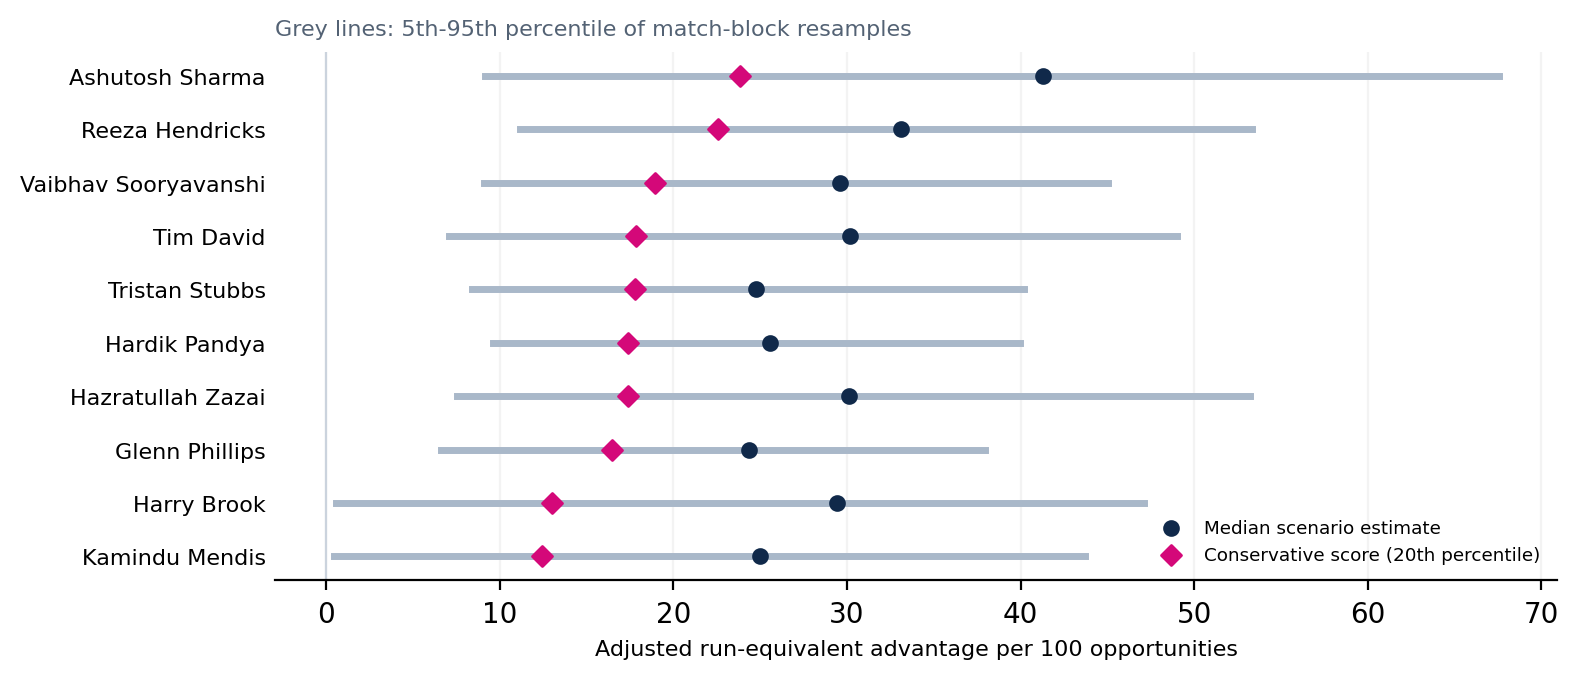 Grey lines: 5th-95th percentile of match-block resamples
Ashutosh Sharma
Reeza Hendricks
Vaibhav Sooryavanshi
Tim David
Tristan Stubbs
Hardik Pandya
Hazratullah Zazai
Glenn Phillips
Harry Brook
Kamindu Mendis
Median scenario estimate
Conservative score (20th percentile)
0 10 20 30 40 50 60 70
Adjusted run-equivalent advantage per 100 opportunities